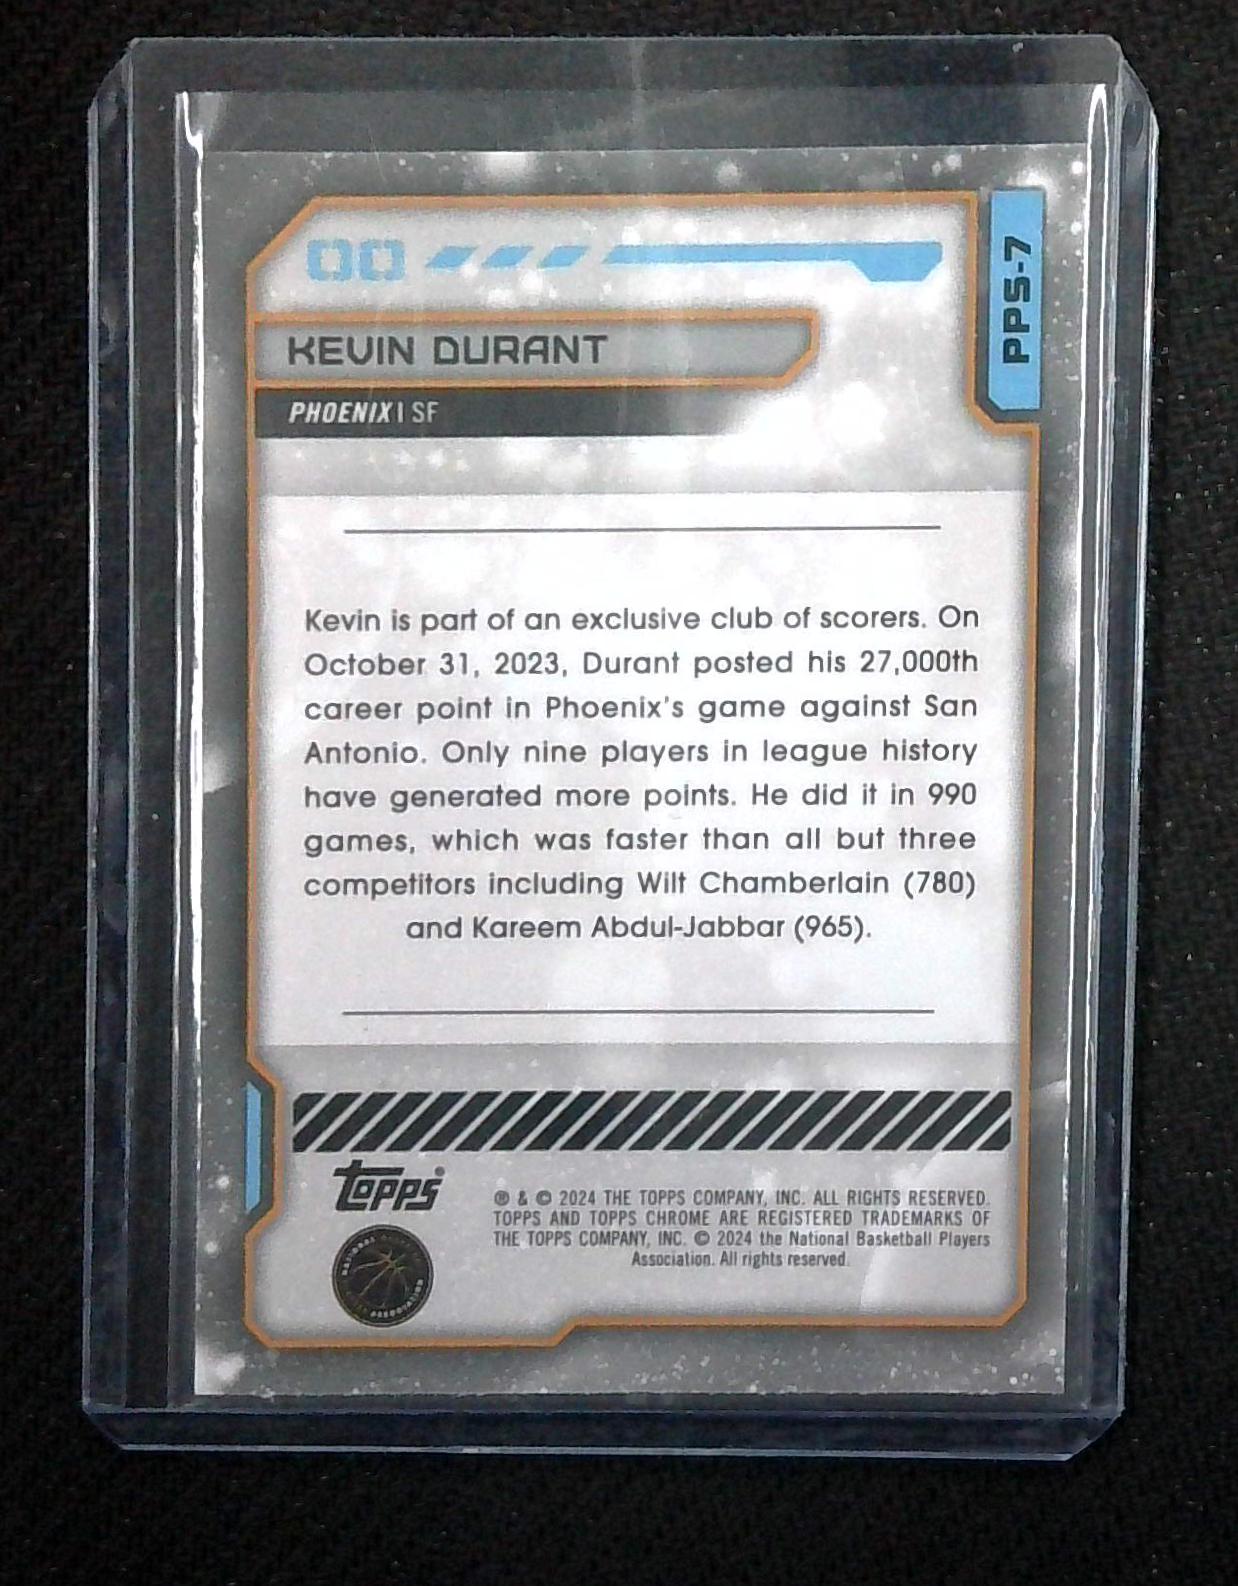 00
PPS-7
KEVIN DURANT
PHOENIX | SF
Kevin is part of an exclusive club of scorers. On
October 31, 2023, Durant posted his 27,000th
career point in Phoenix's game against San
Antonio. Only nine players in league history
have generated more points. He did it in 990
games, which was faster than all but three
competitors including Wilt Chamberlain (780)
and Kareem Abdul-Jabbar (965).
Topps
® & © 2024 THE TOPPS COMPANY, INC. ALL RIGHTS RESERVED.
TOPPS AND TOPPS CHROME ARE REGISTERED TRADEMARKS OF
THE TOPPS COMPANY, INC. © 2024 the National Basketball Players
Association. All rights reserved.
NATIONAL
ASSOCIATION